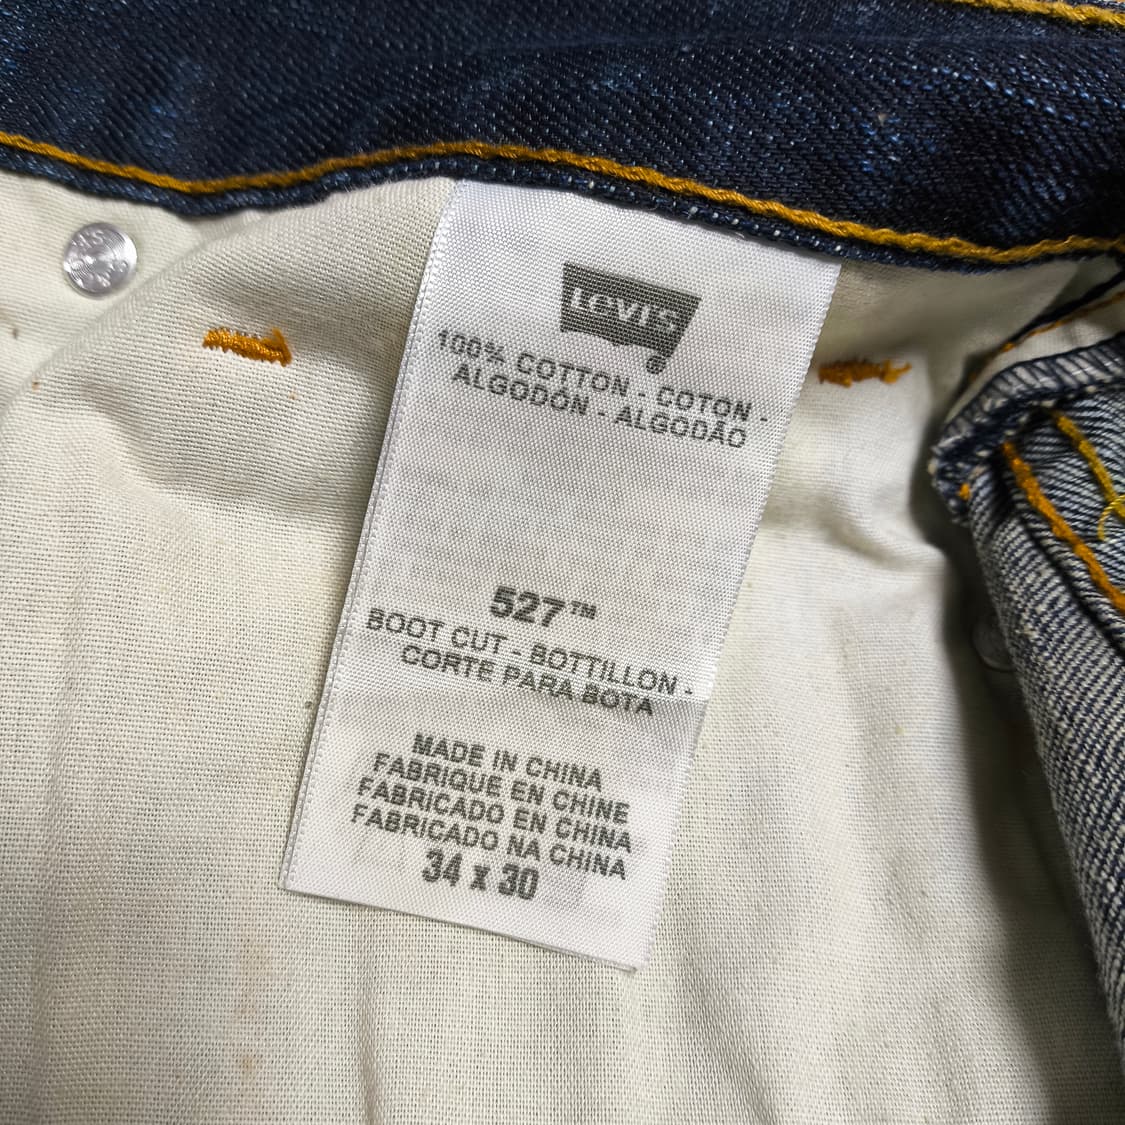 Levi's
100% COTTON - COTON -
ALGODÓN - ALGODÃO
527™
BOOT CUT - BOTTILLON -
CORTE PARA BOTA
MADE IN CHINA
FABRIQUE EN CHINE
FABRICADO EN CHINA
FABRICADO NA CHINA
34 x 30